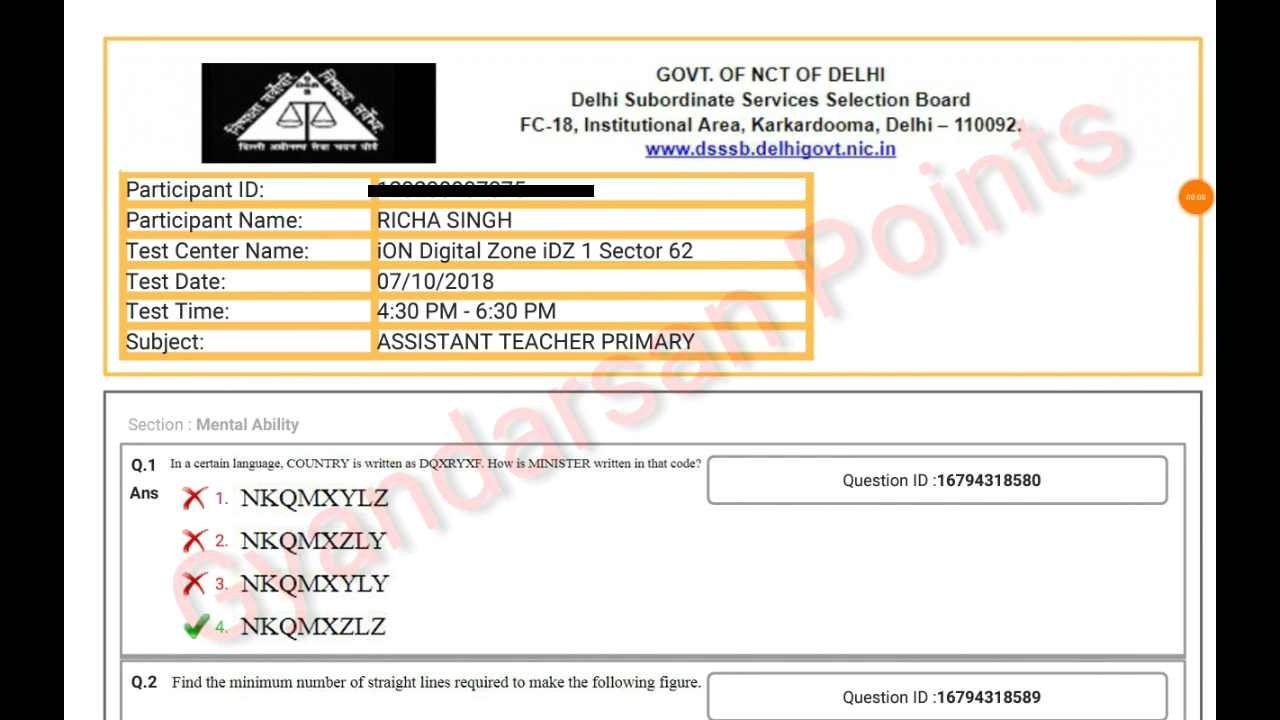 GOVT. OF NCT OF DELHI
Delhi Subordinate Services Selection Board
FC-18, Institutional Area, Karkardooma, Delhi – 110092.
www.dsssb.delhigovt.nic.in
Participant ID:
Participant Name: RICHA SINGH
Test Center Name: iON Digital Zone iDZ 1 Sector 62
Test Date: 07/10/2018
Test Time: 4:30 PM - 6:30 PM
Subject: ASSISTANT TEACHER PRIMARY
00:00
Gyandarsan Points
Section : Mental Ability
Q.1 In a certain language, COUNTRY is written as DQXRYXF. How is MINISTER written in that code?
Question ID :16794318580
Ans 1. NKQMXYLZ
2. NKQMXZLY
3. NKQMXYLY
4. NKQMXZLZ
Q.2 Find the minimum number of straight lines required to make the following figure.
Question ID :16794318589